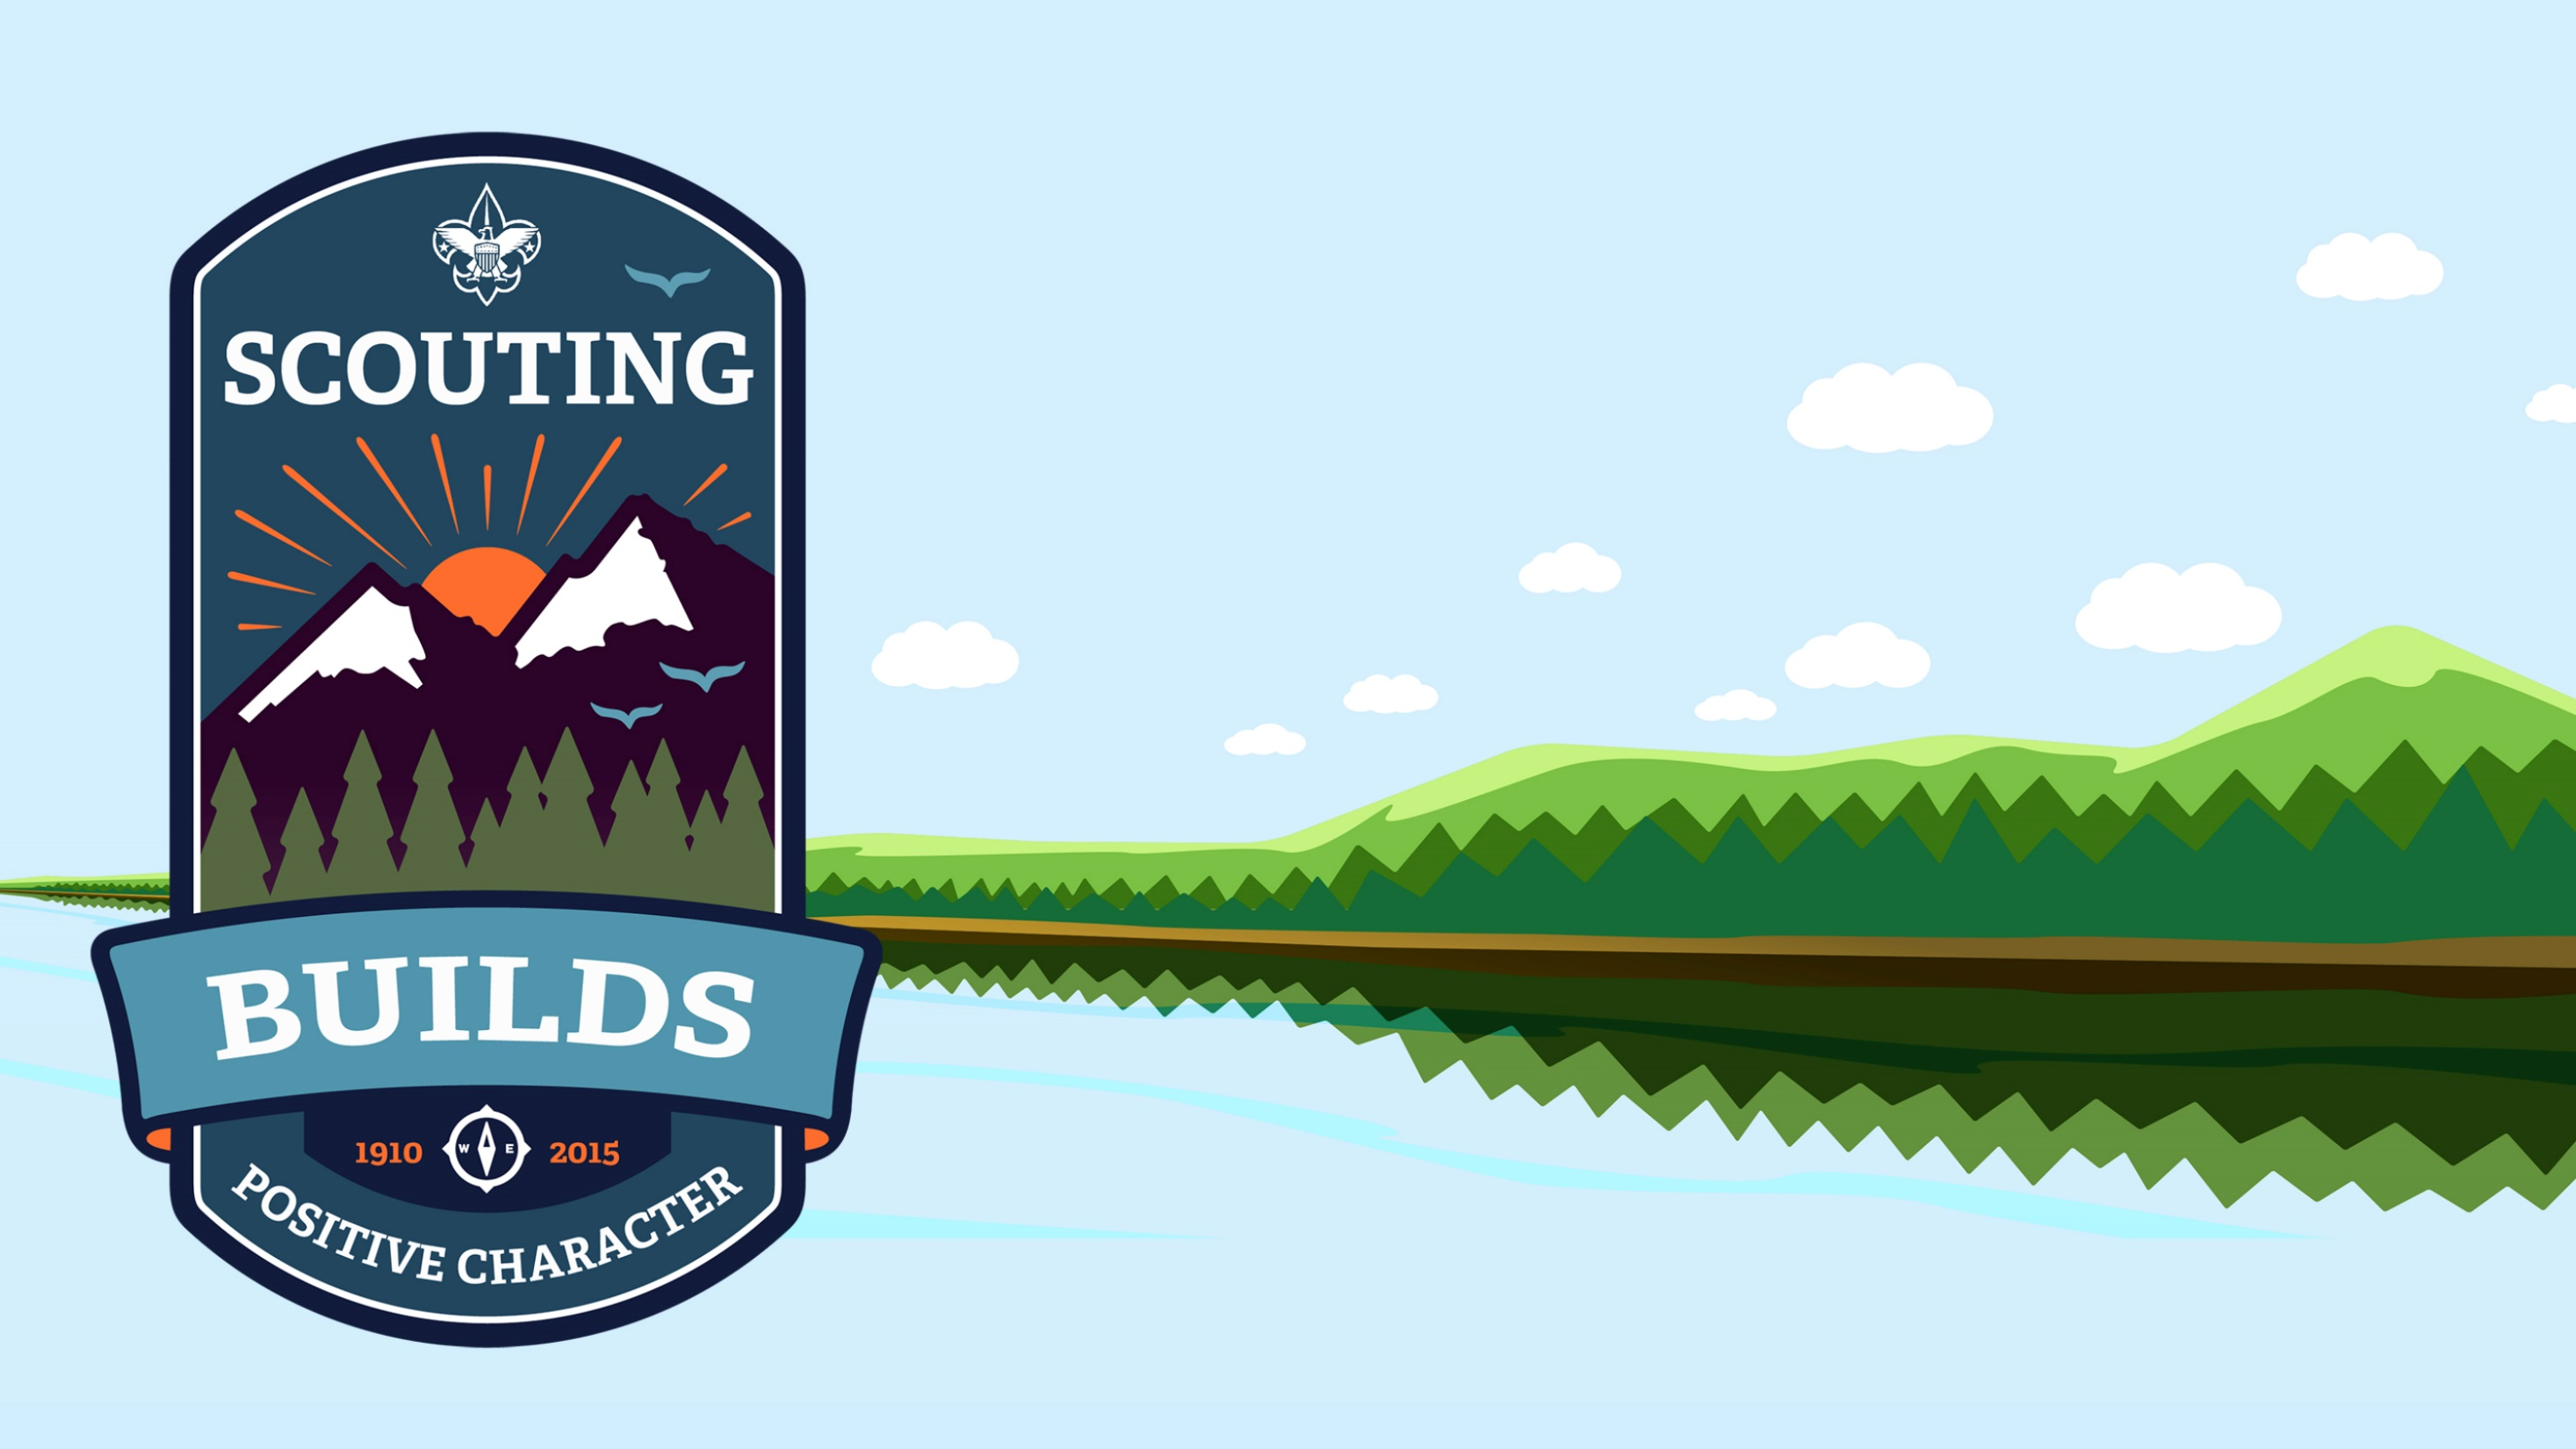 SCOUTING
BUILDS
1910 W E 2015
POSITIVE CHARACTER